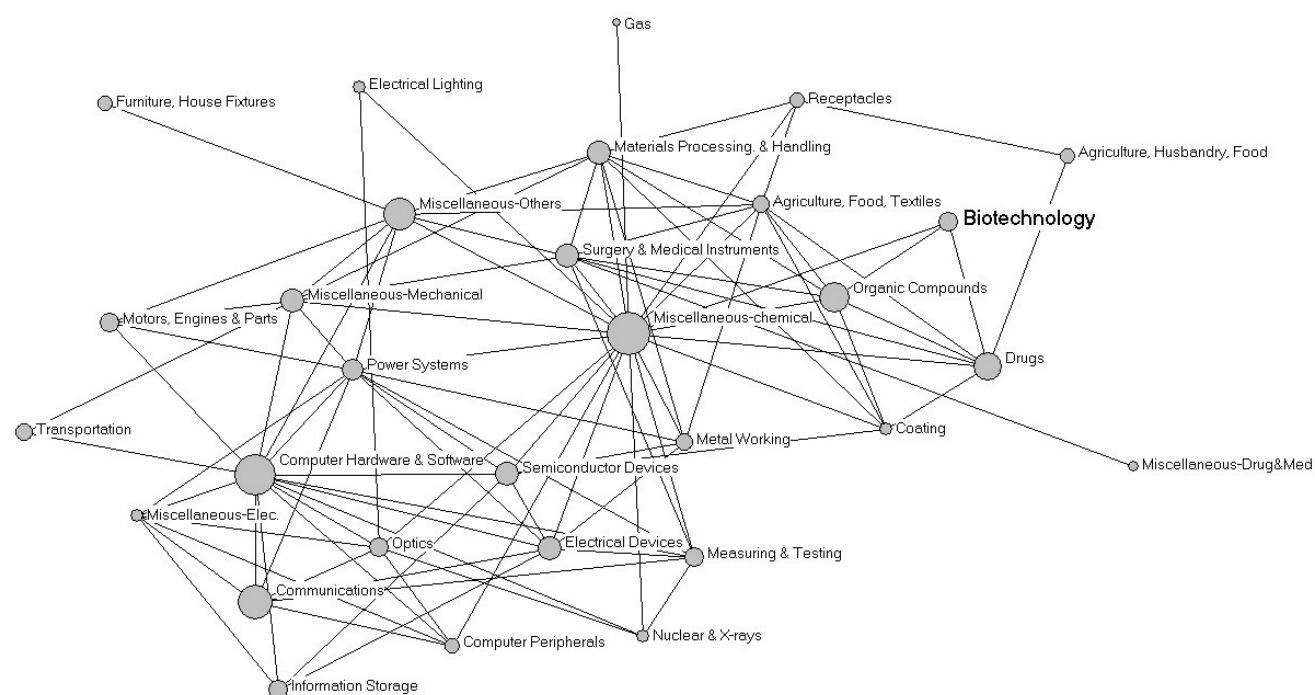 Gas
Electrical Lighting
Furniture, House Fixtures
Receptacles
Materials Processing. & Handling
Agriculture, Husbandry, Food
Miscellaneous-Others
Agriculture, Food, Textiles
Biotechnology
Surgery & Medical Instruments
Organic Compounds
Miscellaneous-Mechanical
Miscellaneous-chemical
Motors, Engines & Parts
Drugs
Power Systems
Transportation
Coating
Metal Working
Computer Hardware & Software
Semiconductor Devices
Miscellaneous-Drug&Med
Miscellaneous-Elec.
Optics
Electrical Devices
Measuring & Testing
Communications
Nuclear & X-rays
Computer Peripherals
Information Storage